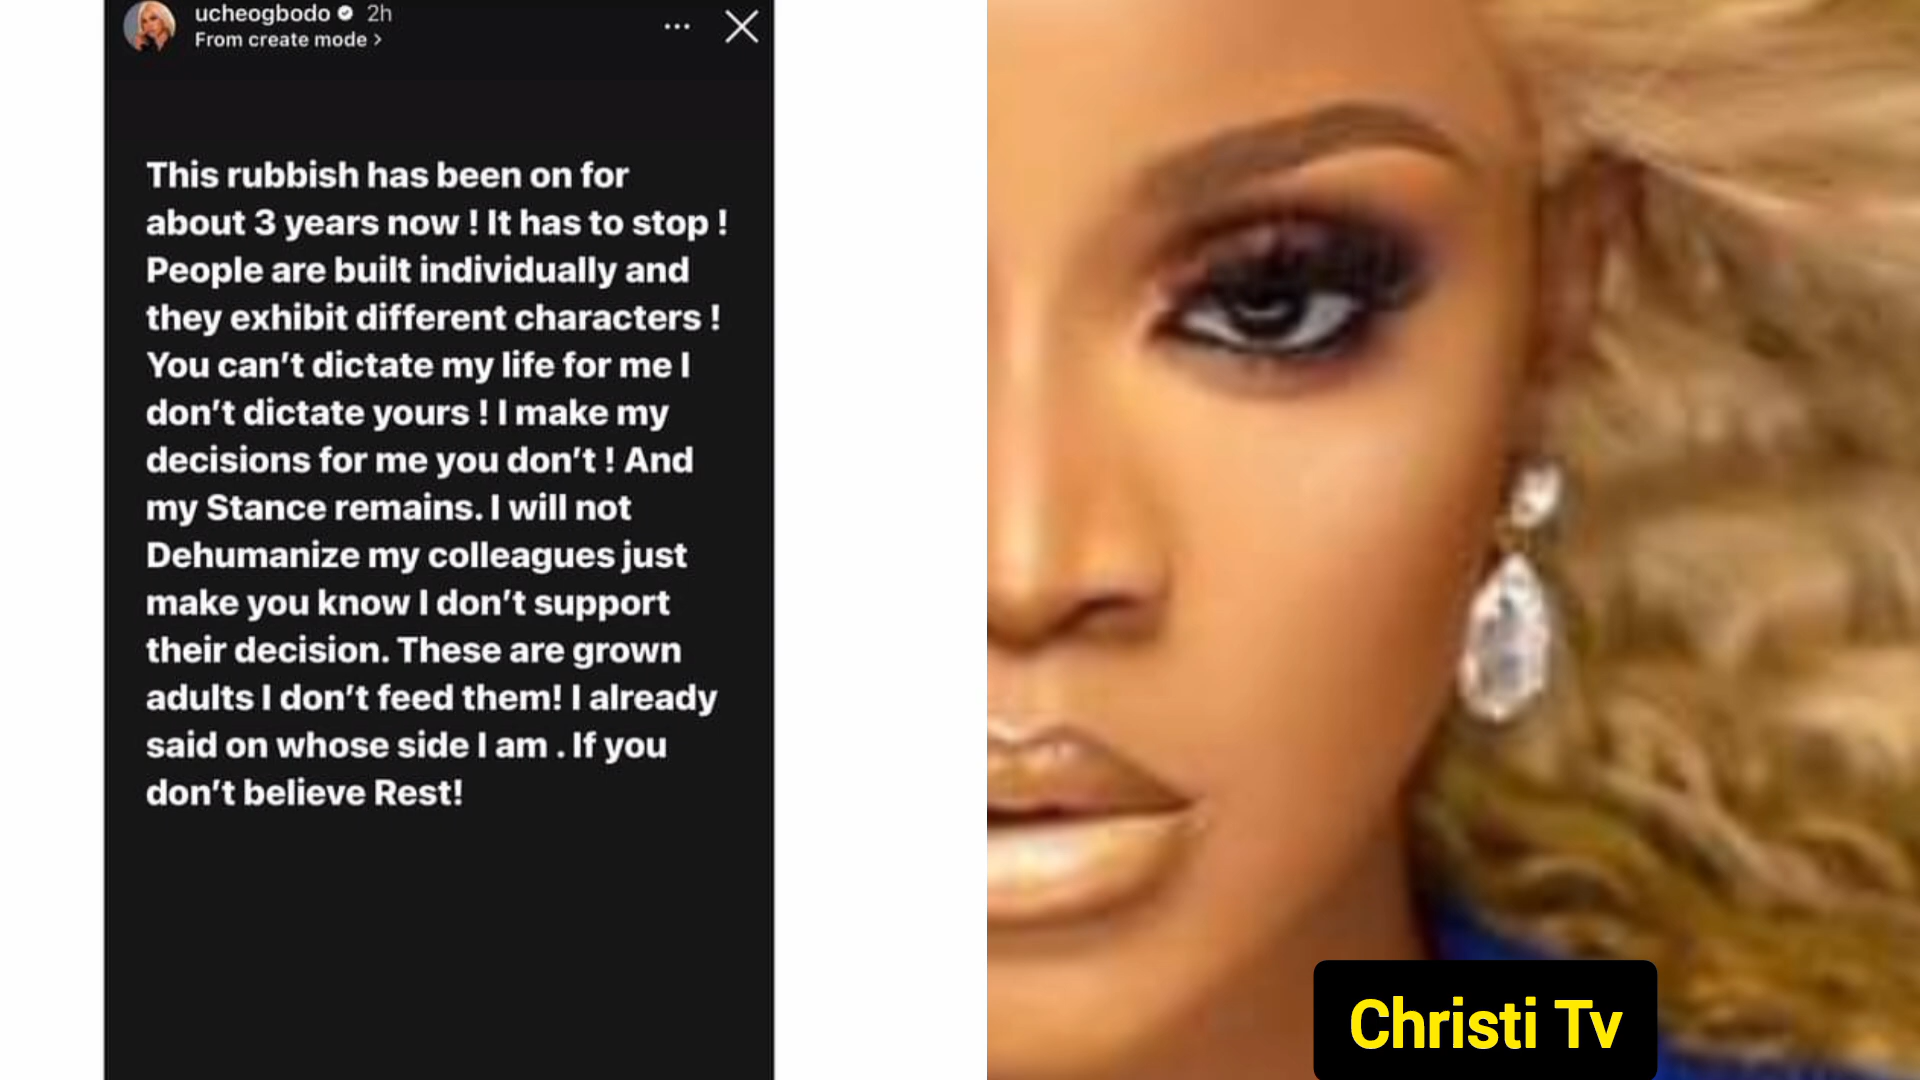 ucheogbodo 2h
From create mode >
This rubbish has been on for
about 3 years now ! It has to stop !
People are built individually and
they exhibit different characters !
You can’t dictate my life for me I
don’t dictate yours ! I make my
decisions for me you don’t ! And
my Stance remains. I will not
Dehumanize my colleagues just
make you know I don’t support
their decision. These are grown
adults I don’t feed them! I already
said on whose side I am . If you
don’t believe Rest!
Christi Tv